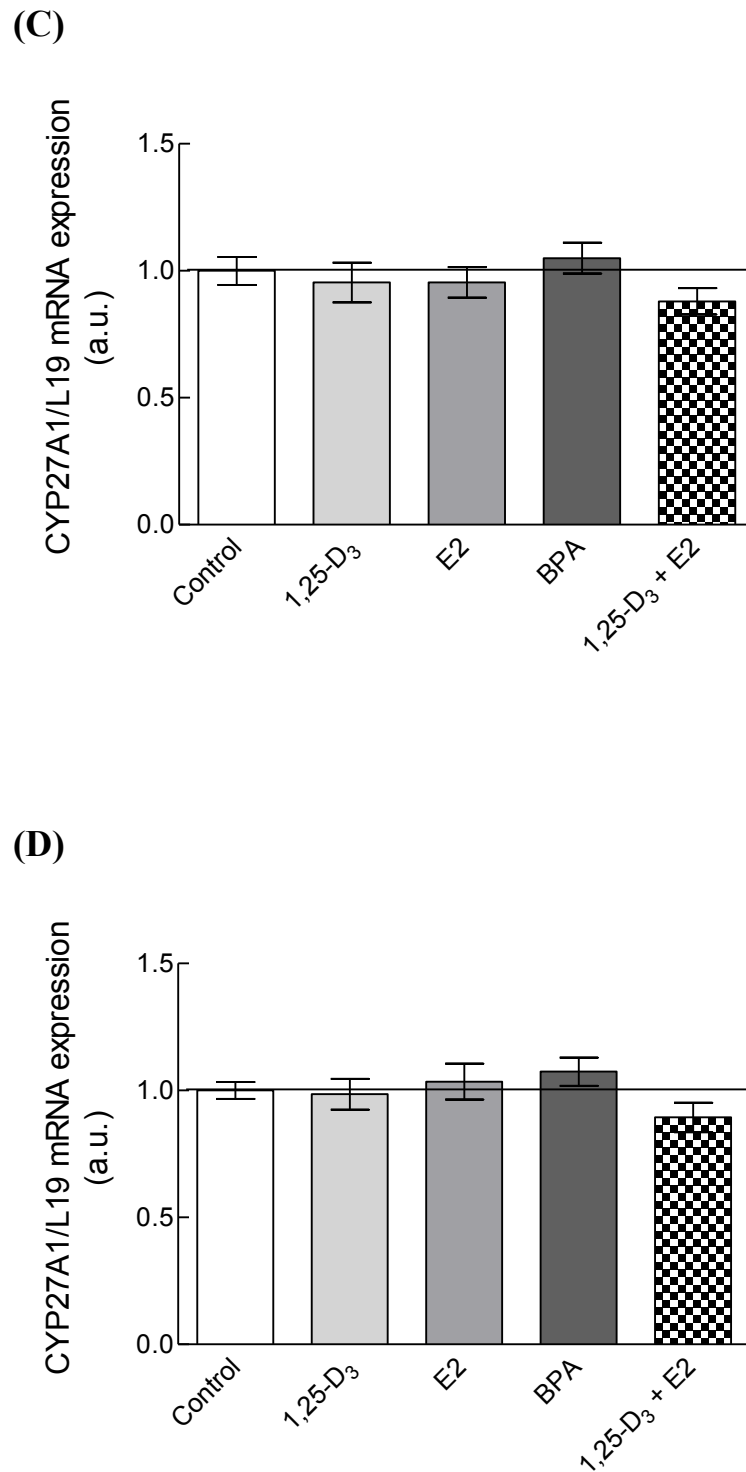 (C)
CYP27A1/L19 mRNA expression
(a.u.)
1.5
1.0
0.5
0.0
Control
1,25-D₃
E2
BPA
1,25-D₃ + E2
(D)
CYP27A1/L19 mRNA expression
(a.u.)
1.5
1.0
0.5
0.0
Control
1,25-D₃
E2
BPA
1,25-D₃ + E2